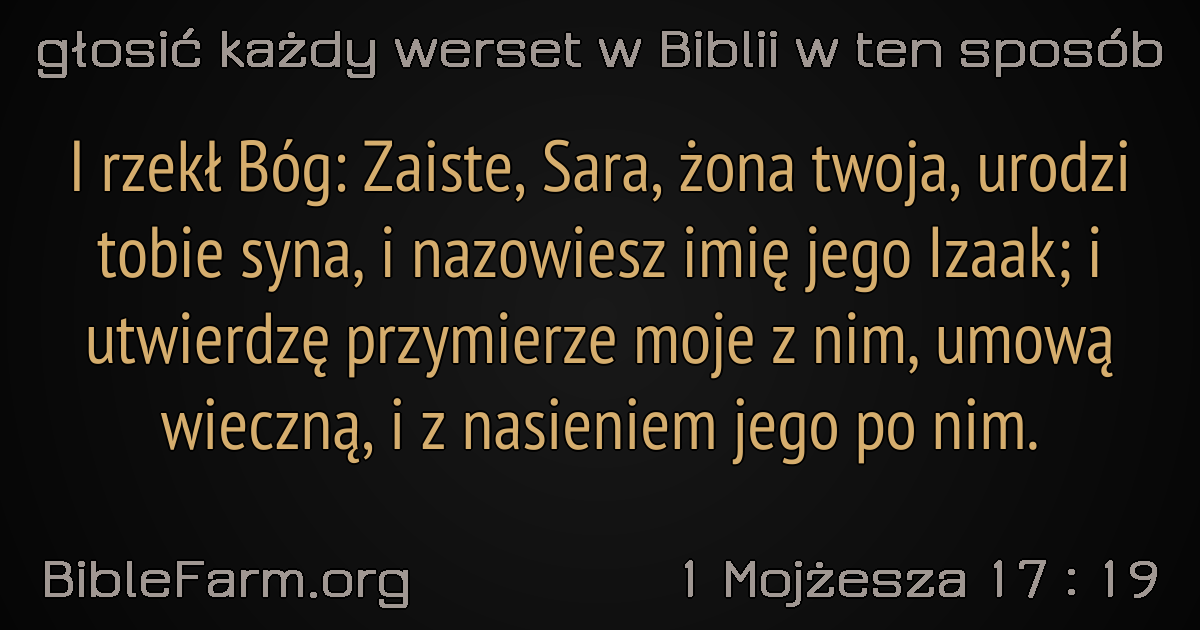 głosić każdy werset w Biblii w ten sposób
I rzekł Bóg: Zaiste, Sara, żona twoja, urodzi
tobie syna, i nazowiesz imię jego Izaak; i
utwierdzę przymierze moje z nim, umową
wieczną, i z nasieniem jego po nim.
BibleFarm.org
1 Mojżesza 17 : 19